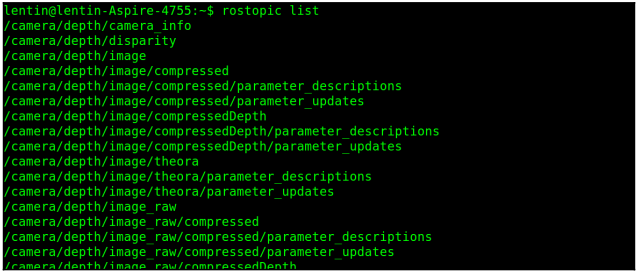 lentin@lentin-Aspire-4755:~$ rostopic list
/camera/depth/camera_info
/camera/depth/disparity
/camera/depth/image
/camera/depth/image/compressed
/camera/depth/image/compressed/parameter_descriptions
/camera/depth/image/compressed/parameter_updates
/camera/depth/image/compressedDepth
/camera/depth/image/compressedDepth/parameter_descriptions
/camera/depth/image/compressedDepth/parameter_updates
/camera/depth/image/theora
/camera/depth/image/theora/parameter_descriptions
/camera/depth/image/theora/parameter_updates
/camera/depth/image_raw
/camera/depth/image_raw/compressed
/camera/depth/image_raw/compressed/parameter_descriptions
/camera/depth/image_raw/compressed/parameter_updates
/camera/depth/image_raw/compressedDepth